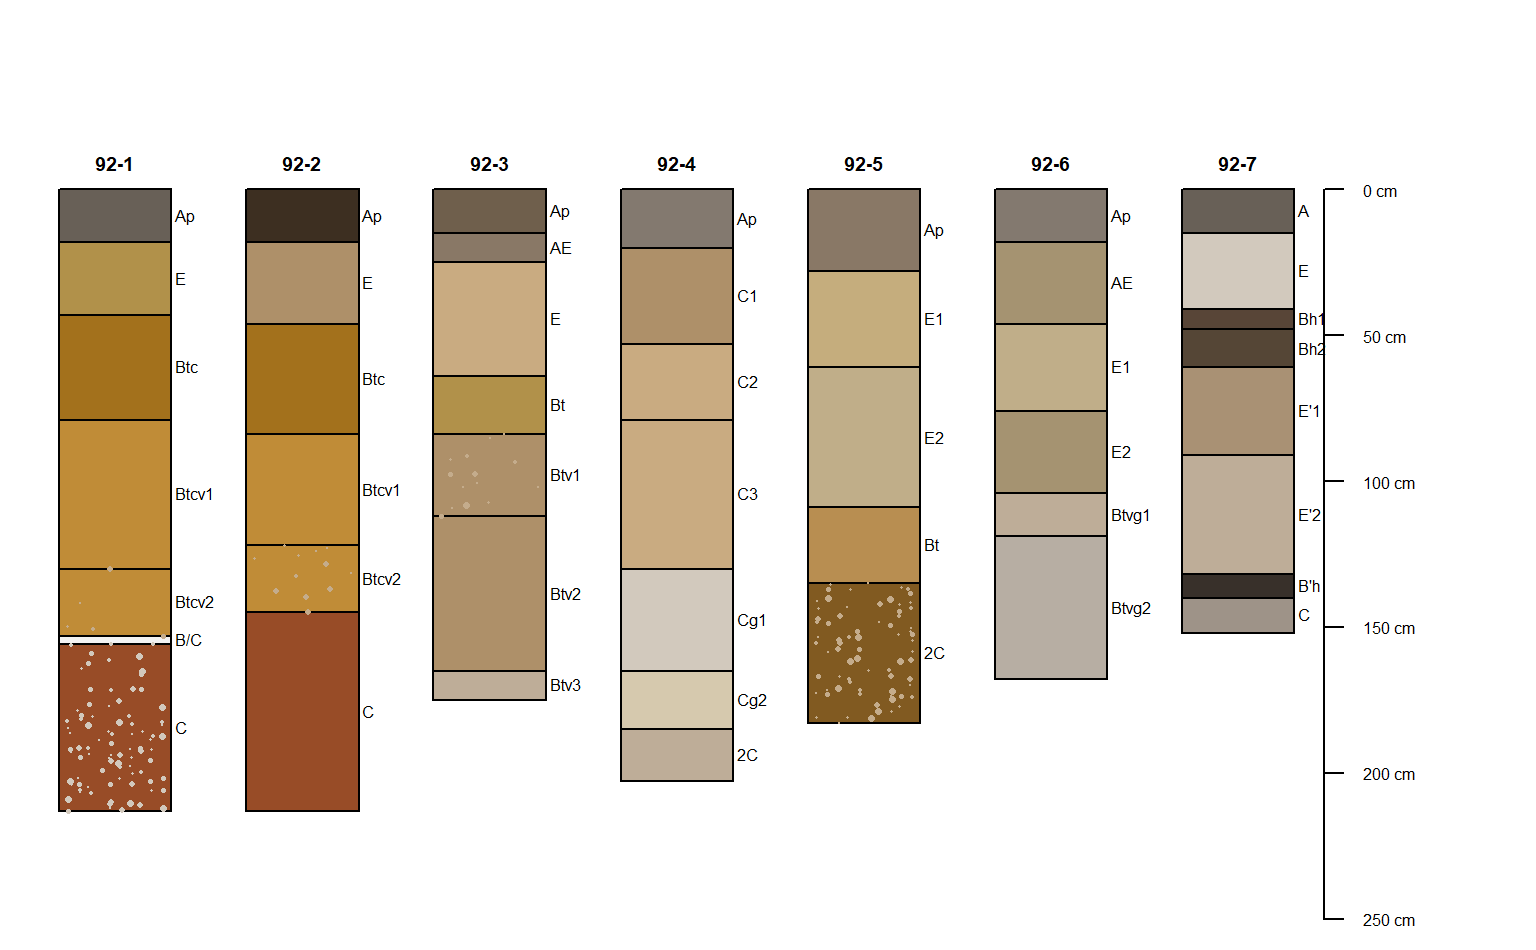 92-1
92-2
92-3
92-4
92-5
92-6
92-7
Ap
E
Btc
Btcv1
Btcv2
B/C
C
Ap
E
Btc
Btcv1
Btcv2
C
Ap
AE
E
Bt
Btv1
Btv2
Btv3
Ap
C1
C2
C3
Cg1
Cg2
2C
Ap
E1
E2
Bt
2C
Ap
AE
E1
E2
Btvg1
Btvg2
A
E
Bh1
Bh2
E'1
E'2
B'h
C
0 cm
50 cm
100 cm
150 cm
200 cm
250 cm